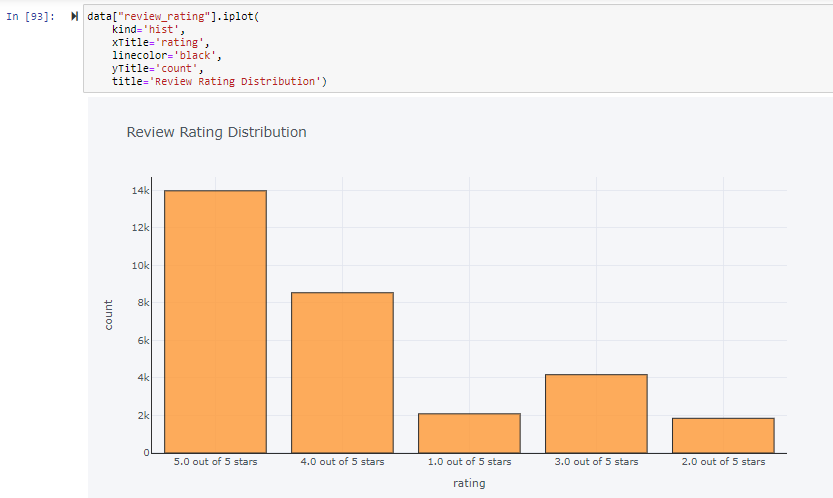 In [93]:
data["review_rating"].iplot(
kind='hist',
xTitle='rating',
linecolor='black',
yTitle='count',
title='Review Rating Distribution')
Review Rating Distribution
14k
12k
10k
8k
6k
4k
2k
0
count
5.0 out of 5 stars 4.0 out of 5 stars 1.0 out of 5 stars 3.0 out of 5 stars 2.0 out of 5 stars
rating